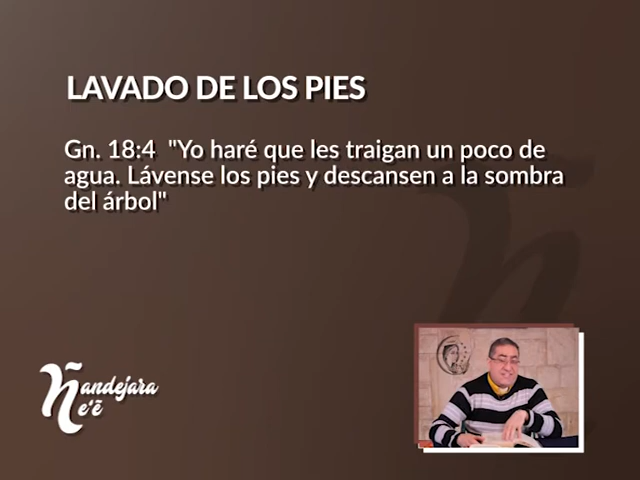 LAVADO DE LOS PIES
Gn. 18:4  "Yo haré que les traigan un poco de
agua. Lávense los pies y descansen a la sombra
del árbol"
Ñandejara
Ñe'ẽ